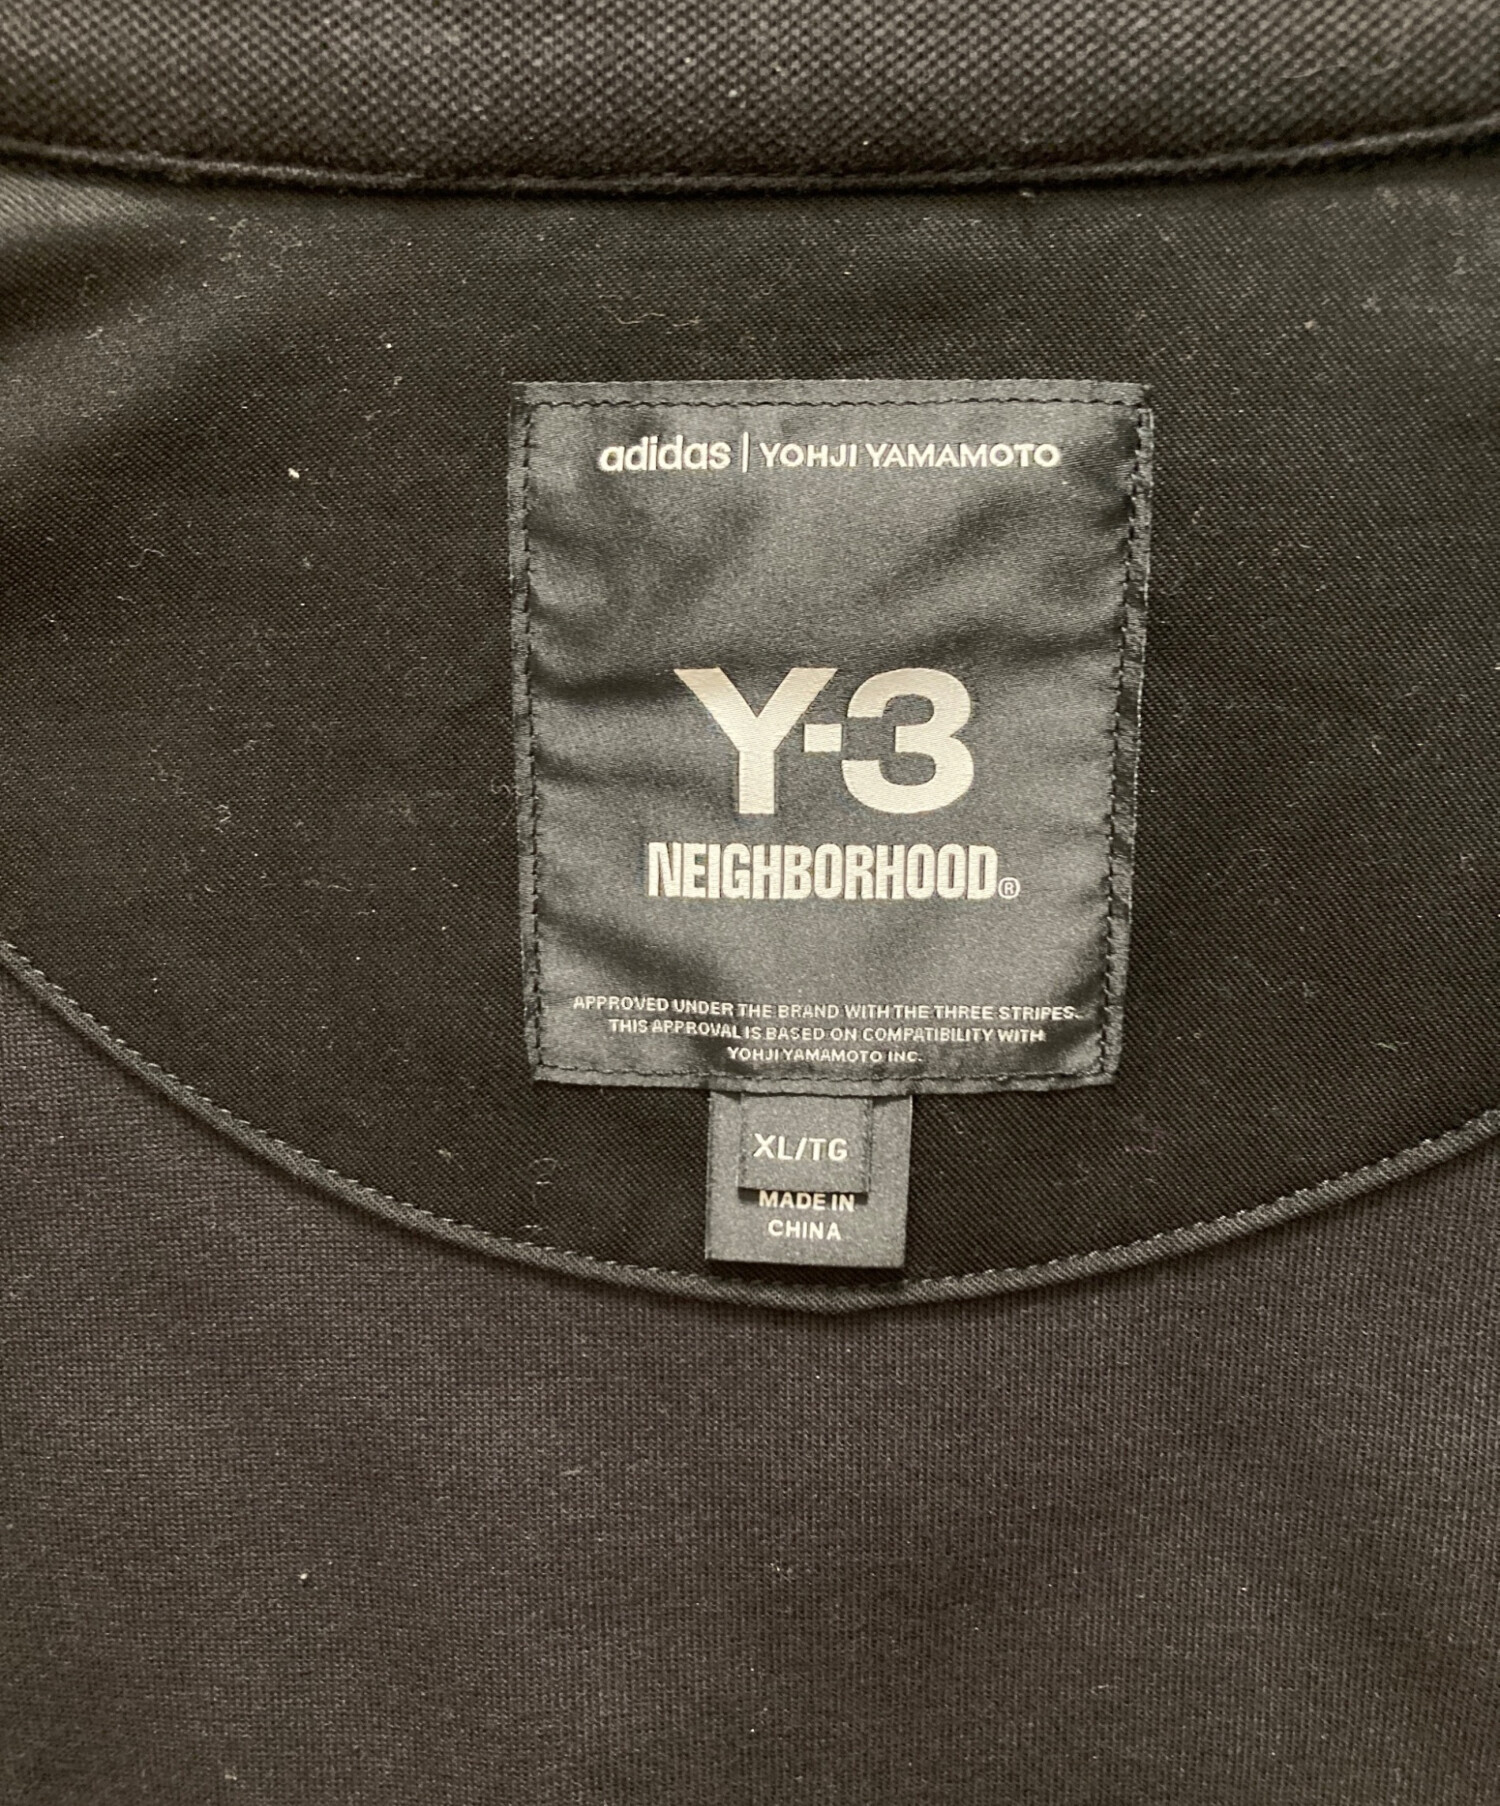 adidas | YOHJI YAMAMOTO
Y-3
NEIGHBORHOOD®
APPROVED UNDER THE BRAND WITH THE THREE STRIPES.
THIS APPROVAL IS BASED ON COMPATIBILITY WITH
YOHJI YAMAMOTO INC.
XL/TG
MADE IN
CHINA